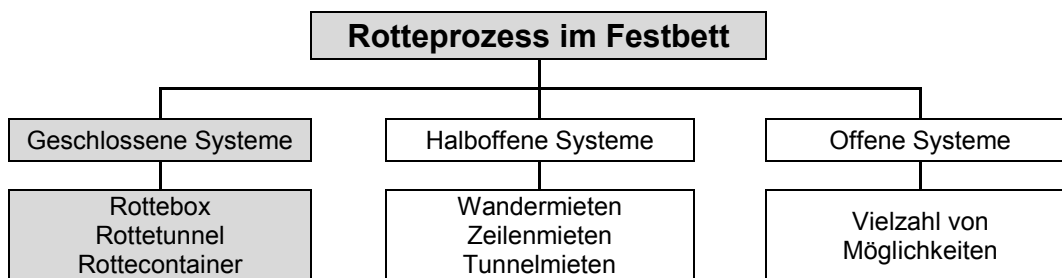 Rotteprozess im Festbett
Geschlossene Systeme
Halboffene Systeme
Offene Systeme
Rottebox
Rottetunnel
Rottecontainer
Wandermieten
Zeilenmieten
Tunnelmieten
Vielzahl von
Möglichkeiten